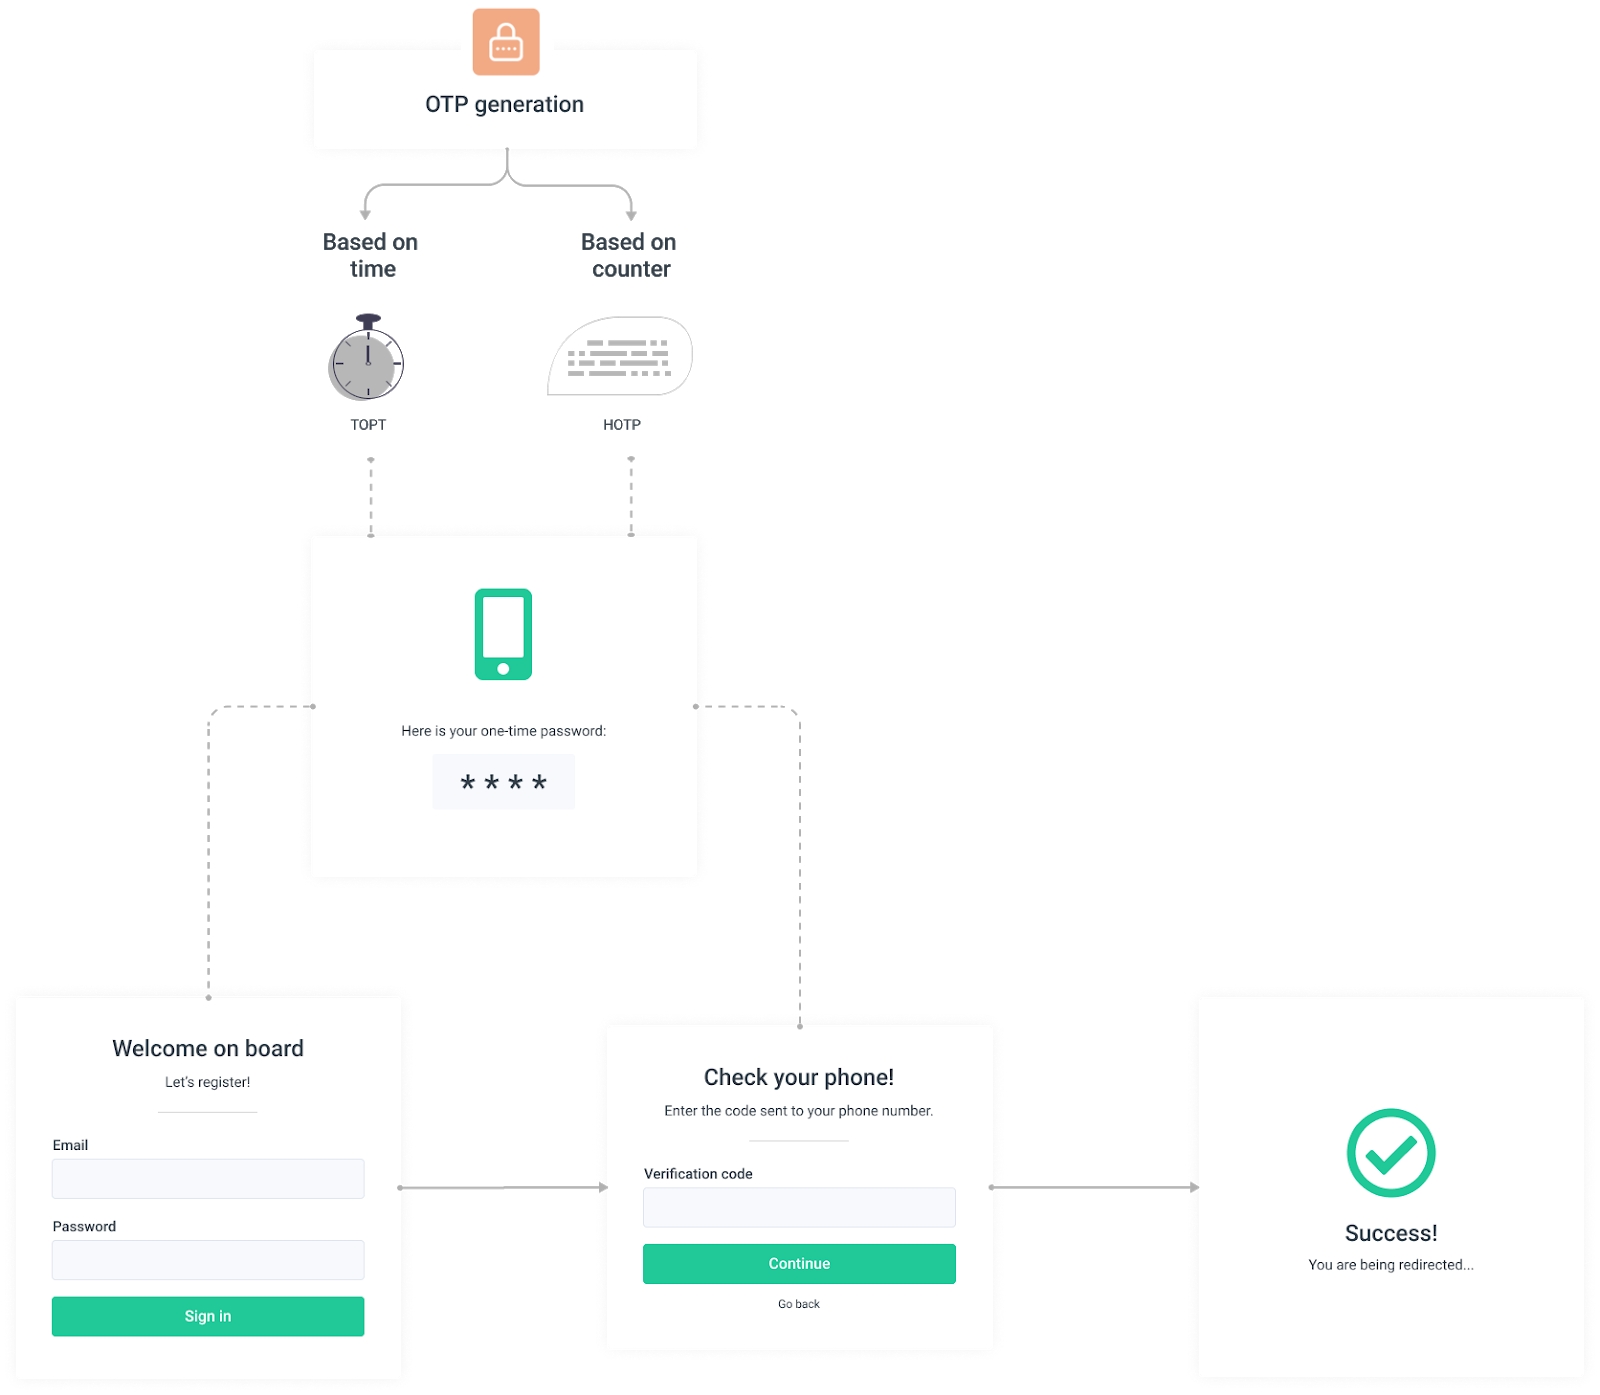 OTP generation
Based on
time
Based on
counter
TOPT
HOTP
Here is your one-time password:
* * * *
Welcome on board
Let's register!
Email
Password
Sign in
Check your phone!
Enter the code sent to your phone number.
Verification code
Continue
Go back
Success!
You are being redirected...